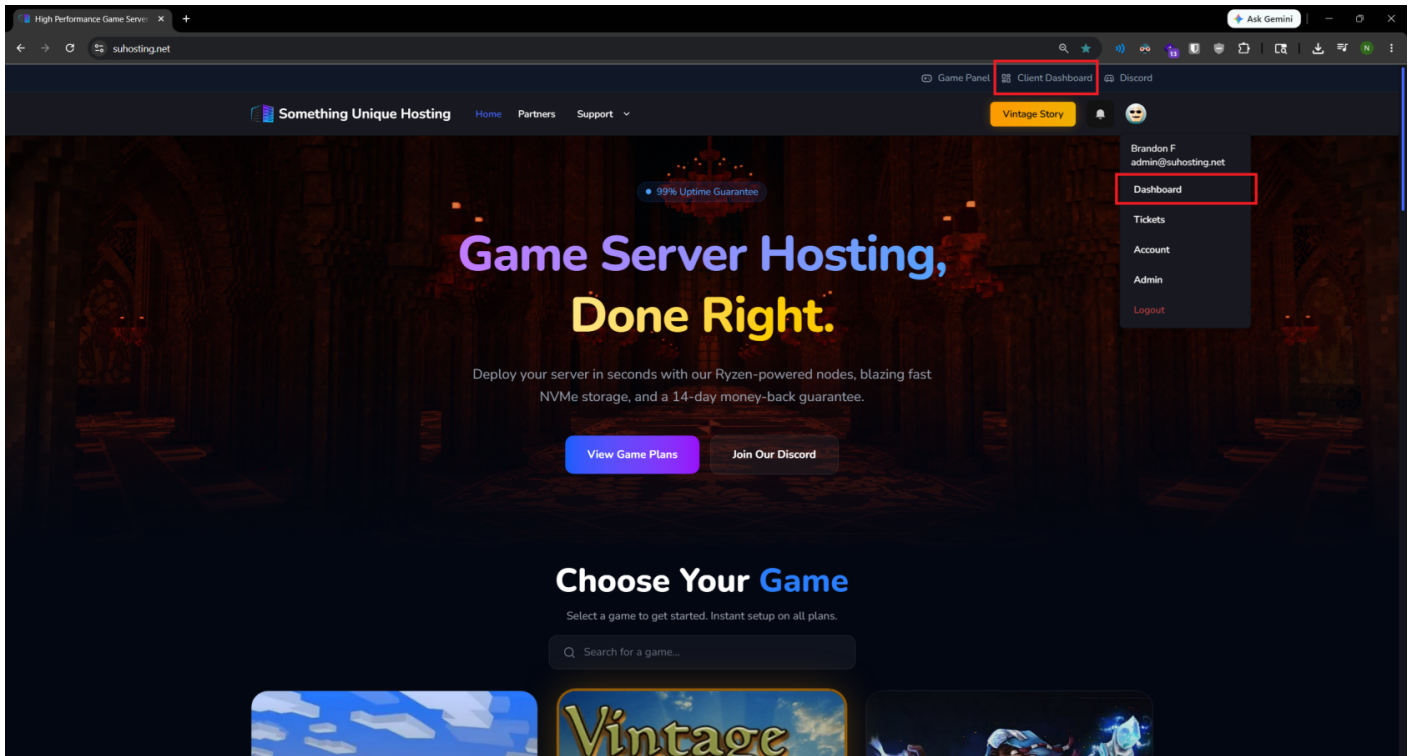 High Performance Game Server
Ask Gemini
suhosting.net
13
N
Game Panel
Client Dashboard
Discord
Something Unique Hosting
Home
Partners
Support
Vintage Story
Brandon F
admin@suhosting.net
Dashboard
Tickets
Account
Admin
Logout
99% Uptime Guarantee
Game Server Hosting,
Done Right.
Deploy your server in seconds with our Ryzen-powered nodes, blazing fast
NVMe storage, and a 14-day money-back guarantee.
View Game Plans
Join Our Discord
Choose Your Game
Select a game to get started. Instant setup on all plans.
Search for a game...
Vintage